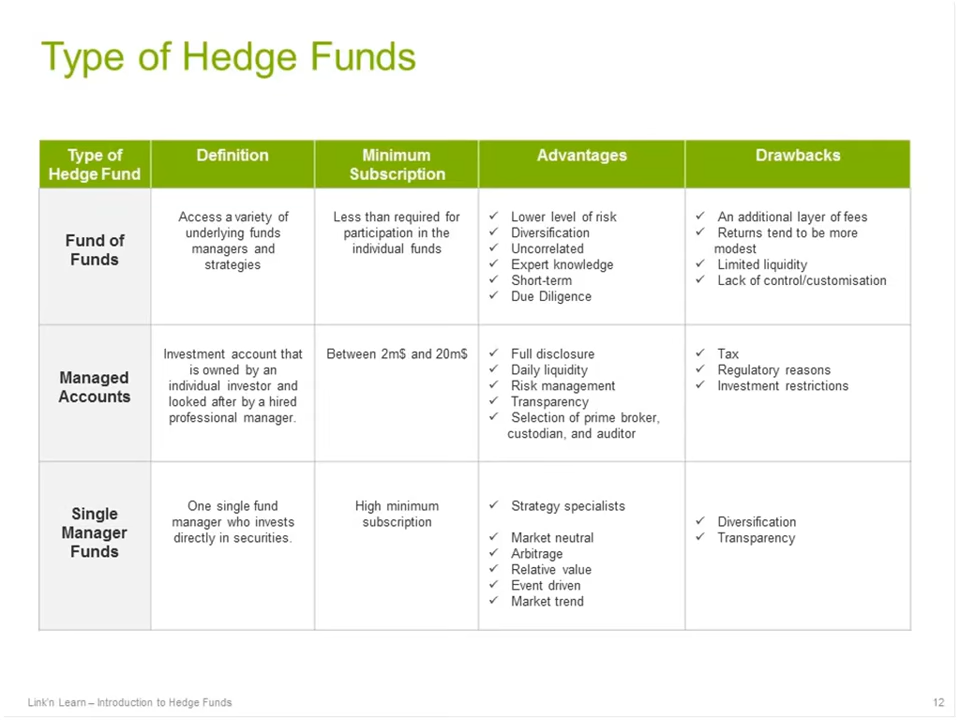 Type of Hedge Funds
Type of
Hedge Fund
Definition
Minimum
Subscription
Advantages
Drawbacks
Fund of
Funds
Access a variety of
underlying funds
managers and
strategies
Less than required for
participation in the
individual funds
✓ Lower level of risk
✓ Diversification
✓ Uncorrelated
✓ Expert knowledge
✓ Short-term
✓ Due Diligence
✓ An additional layer of fees
✓ Returns tend to be more
modest
✓ Limited liquidity
✓ Lack of control/customisation
Managed
Accounts
Investment account that
is owned by an
individual investor and
looked after by a hired
professional manager.
Between 2m$ and 20m$
✓ Full disclosure
✓ Daily liquidity
✓ Risk management
✓ Transparency
✓ Selection of prime broker,
custodian, and auditor
✓ Tax
✓ Regulatory reasons
✓ Investment restrictions
Single
Manager
Funds
One single fund
manager who invests
directly in securities.
High minimum
subscription
✓ Strategy specialists
✓ Market neutral
✓ Arbitrage
✓ Relative value
✓ Event driven
✓ Market trend
✓ Diversification
✓ Transparency
Link'n Learn – Introduction to Hedge Funds
12